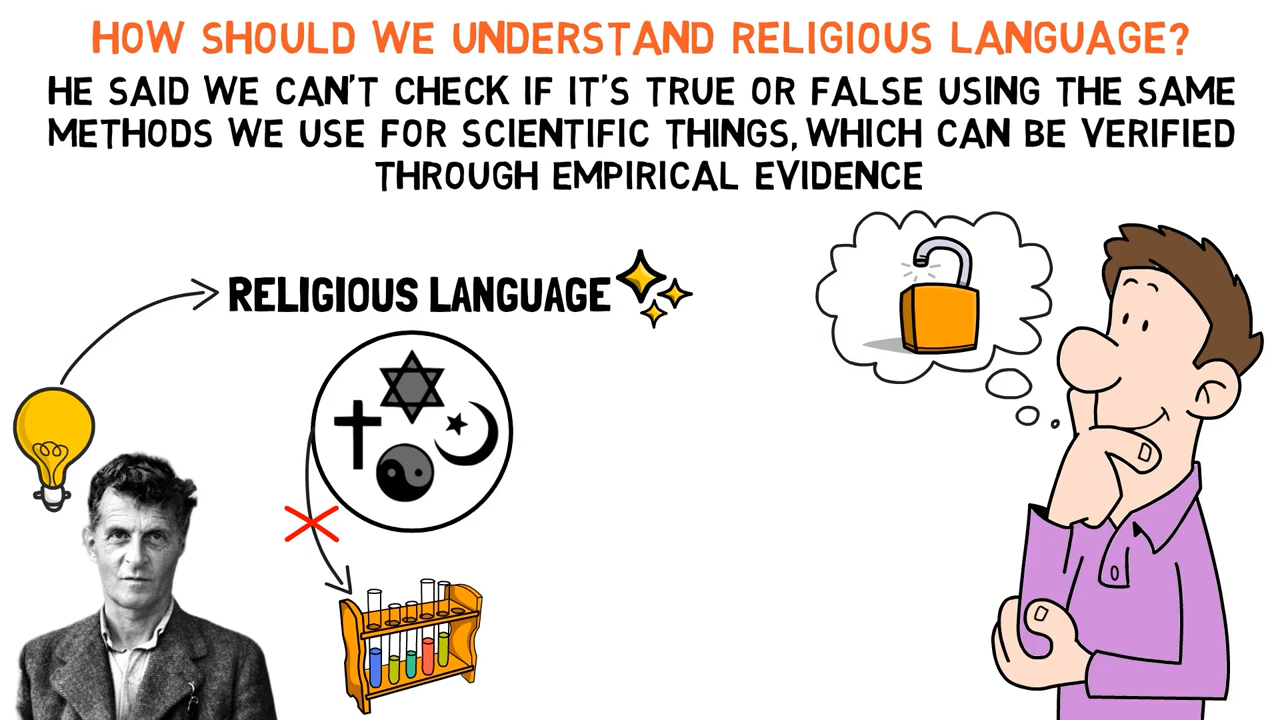 HOW SHOULD WE UNDERSTAND RELIGIOUS LANGUAGE?
HE SAID WE CAN'T CHECK IF IT'S TRUE OR FALSE USING THE SAME
METHODS WE USE FOR SCIENTIFIC THINGS, WHICH CAN BE VERIFIED
THROUGH EMPIRICAL EVIDENCE
RELIGIOUS LANGUAGE